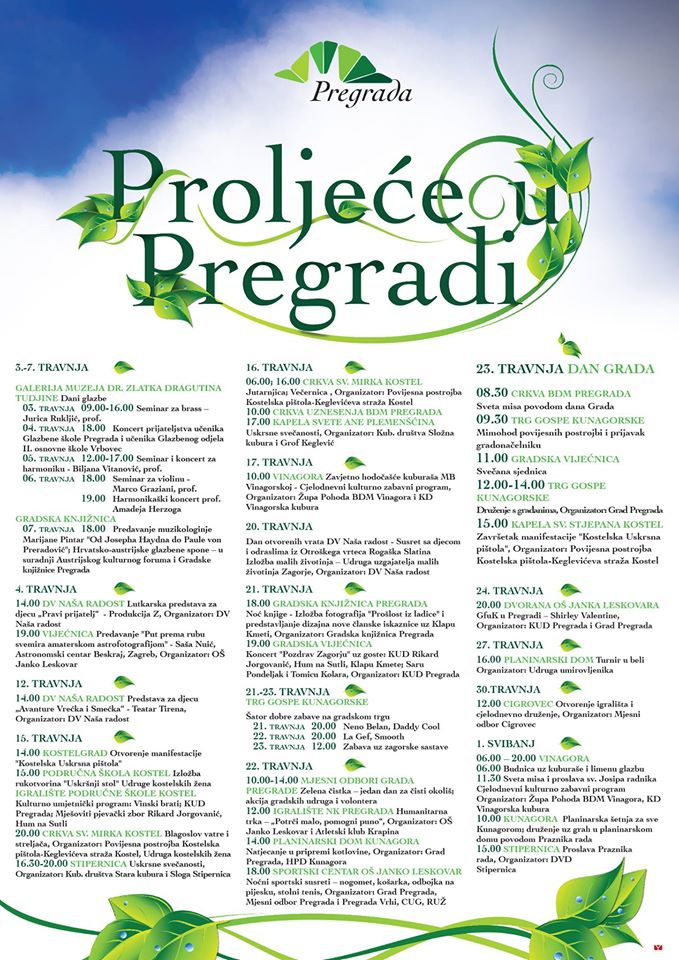 Pregrada
Proljeće u
Pregradi
3.-7. TRAVNJA
GALERIJA MUZEJA DR. ZLATKA DRAGUTINA
TUDJINE Dani glazbe
03. TRAVNJA 09.00-16.00 Seminar za brass –
Jurica Rukljić, prof.
04. TRAVNJA 18.00 Koncert prijateljstva učenika
Glazbene škole Pregrada i učenika Glazbenog odjela
II. osnovne škole Vrbovec
05. TRAVNJA 12.00-17.00 Seminar i koncert za
harmoniku - Biljana Vitanović, prof.
06. TRAVNJA 18.00 Seminar za violinu -
Marco Graziani, prof.
19.00 Harmonikaški koncert prof.
Amadeja Herzoga
GRADSKA KNJIŽNICA
07. TRAVNJA 18.00 Predavanje muzikologinje
Marijane Pintar "Od Josepha Haydna do Paule von
Preradović"; Hrvatsko-austrijske glazbene spone – u
suradnji Austrijskog kulturnog foruma i Gradske
knjižnice Pregrada
4. TRAVNJA
14.00 DV NAŠA RADOST Lutkarska predstava za
djecu „Pravi prijatelj“ - Produkcija Z, Organizator: DV
Naša radost
19.00 VIJEĆNICA Predavanje "Put prema rubu
svemira amaterskom astrofotografijom" - Saša Nuić,
Astronomski centar Beskraj, Zagreb, Organizator: OŠ
Janko Leskovar
12. TRAVNJA
14.00 DV NAŠA RADOST Predstava za djecu
„Avanture Vrećka i Smećka“ - Teatar Tirena,
Organizator: DV Naša radost
15. TRAVNJA
14.00 KOSTELGRAD Otvorenje manifestacije
"Kostelska Uskrsna pištola"
15.00 PODRUČNA ŠKOLA KOSTEL Izložba
rukotvorina "Uskršnji stol" Udruge kostelskih žena
IGRALIŠTE PODRUČNE ŠKOLE KOSTEL
Kulturno umjetnički program: Vinski brati; KUD
Pregrada; Mješoviti pjevački zbor Rikard Jorgovanić,
Hum na Sutli
20.00 CRKVA SV. MIRKA KOSTEL Blagoslov vatre i
streljača, Organizator: Povijesna postrojba Kostelska
pištola-Keglevićeva straža Kostel, Udruga kostelskih žena
16.30-20.00 STIPERNICA Uskrsne svečanosti,
Organizator: Kub. društva Stara kubura i Sloga Stipernica
16. TRAVNJA
06.00; 16.00 CRKVA SV. MIRKA KOSTEL
Jutarnjica; Večernica , Organizator: Povijesna postrojba
Kostelska pištola-Keglevićeva straža Kostel
10.00 CRKVA UZNESENJA BDM PREGRADA
17.00 KAPELA SVETE ANE PLEMENŠĆINA
Uskrsne svečanosti, Organizator: Kub. društva Složna
kubura i Grof Keglević
17. TRAVNJA
10.00 VINAGORA Zavjetno hodočašće kuburaša MB
Vinagorskoj - Cjelodnevni kulturno zabavni program,
Organizator Župa Pohoda BDM Vinagora i KD
Vinagorska kubura
20. TRAVNJA
Dan otvorenih vrata DV Naša radost - Susret sa djecom
i odraslima iz Otroškega vrteca Rogaška Slatina
Izložba malih životinja – Udruga uzgajatelja malih
životinja Zagorje, Organizator: DV Naša radost
21. TRAVNJA
18.00 GRADSKA KNJIŽNICA PREGRADA
Noć knjige - Izložba fotografija "Prošlost iz ladice" i
predstavljanje dizajna nove članske iskaznice uz Klapu
Kmeti, Organizator: Gradska knjižnica Pregrada
19.00 GRADSKA VIJEĆNICA
Koncert "Pozdrav Zagorju" uz goste: KUD Rikard
Jorgovanić, Hum na Sutli, Klapu Kmete; Saru
Pondeljak i Tomicu Kolara, Organizator: KUD Pregrada
21.-23. TRAVNJA
TRG GOSPE KUNAGORSKE
Šator dobre zabave na gradskom trgu
21. TRAVNJA 20.00 Neno Belan, Daddy Cool
22. TRAVNJA 20.00 La Gef, Smooth
23. TRAVNJA 12.00 Zabava uz zagorske sastave
22. TRAVNJA
10.00-14.00 MJESNI ODBORI GRADA
PREGRADE Zelena čistka – jedan dan za čisti okoliš;
akcija gradskih udruga i volontera
12.00 IGRALIŠTE NK PREGRADA Humanitarna
trka – „Potrči malo, pomogni puno“, Organizator: OŠ
Janko Leskovar i Atletski klub Krapina
14.00 PLANINARSKI DOM KUNAGORA
Natjecanje u pripremi kotlovine, Organizator: Grad
Pregrada, HPD Kunagora
18.00 SPORTSKI CENTAR OŠ JANKO LESKOVAR
Noćni sportski susreti – nogomet, košarka, odbojka na
pijesku, stolni tenis, Organizator: Grad Pregrada,
Mjesni odbor Pregrada i Pregrada Vrhi, CUG, RUŽ
23. TRAVNJA DAN GRADA
08.30 CRKVA BDM PREGRADA
Sveta misa povodom dana Grada
09.30 TRG GOSPE KUNAGORSKE
Mimohod povijesnih postrojbi i prijavak
gradonačelniku
11.00 GRADSKA VIJEĆNICA
Svečana sjednica
12.00-14.00 TRG GOSPE
KUNAGORSKE
Druženje s građanima, Organizator: Grad Pregrada
15.00 KAPELA SV. STJEPANA KOSTEL
Završetak manifestacije "Kostelska Uskrsna
pištola", Organizator: Povijesna postrojba
Kostelska pištola-Keglevićeva straža Kostel
24. TRAVNJA
20.00 DVORANA OŠ JANKA LESKOVARA
GfuK u Pregradi – Shirley Valentine,
Organizator: KUD Pregrada i Grad Pregrada
27. TRAVNJA
16.00 PLANINARSKI DOM Turnir u beli
Organizator: Udruga umirovljenika
30.TRAVNJA
12.00 CIGROVEC Otvorenje igrališta i
cjelodnevno druženje, Organizator: Mjesni
odbor Cigrovec
1. SVIBANJ
06.00 – 20.00 VINAGORA
06.00 Budnica uz kuburaše i limenu glazbu
11.30 Sveta misa i proslava sv. Josipa radnika
Cjelodnevni kulturno zabavni program
Organizator: Župa Pohoda BDM Vinagora, KD
Vinagorska kubura
10.00 KUNAGORA Planinarska šetnja za sve
Kunagorom; druženje uz grah u planinarskom
domu povodom Praznika rada
15.00 STIPERNICA Proslava Praznika
rada, Organizator: DVD
Stipernica